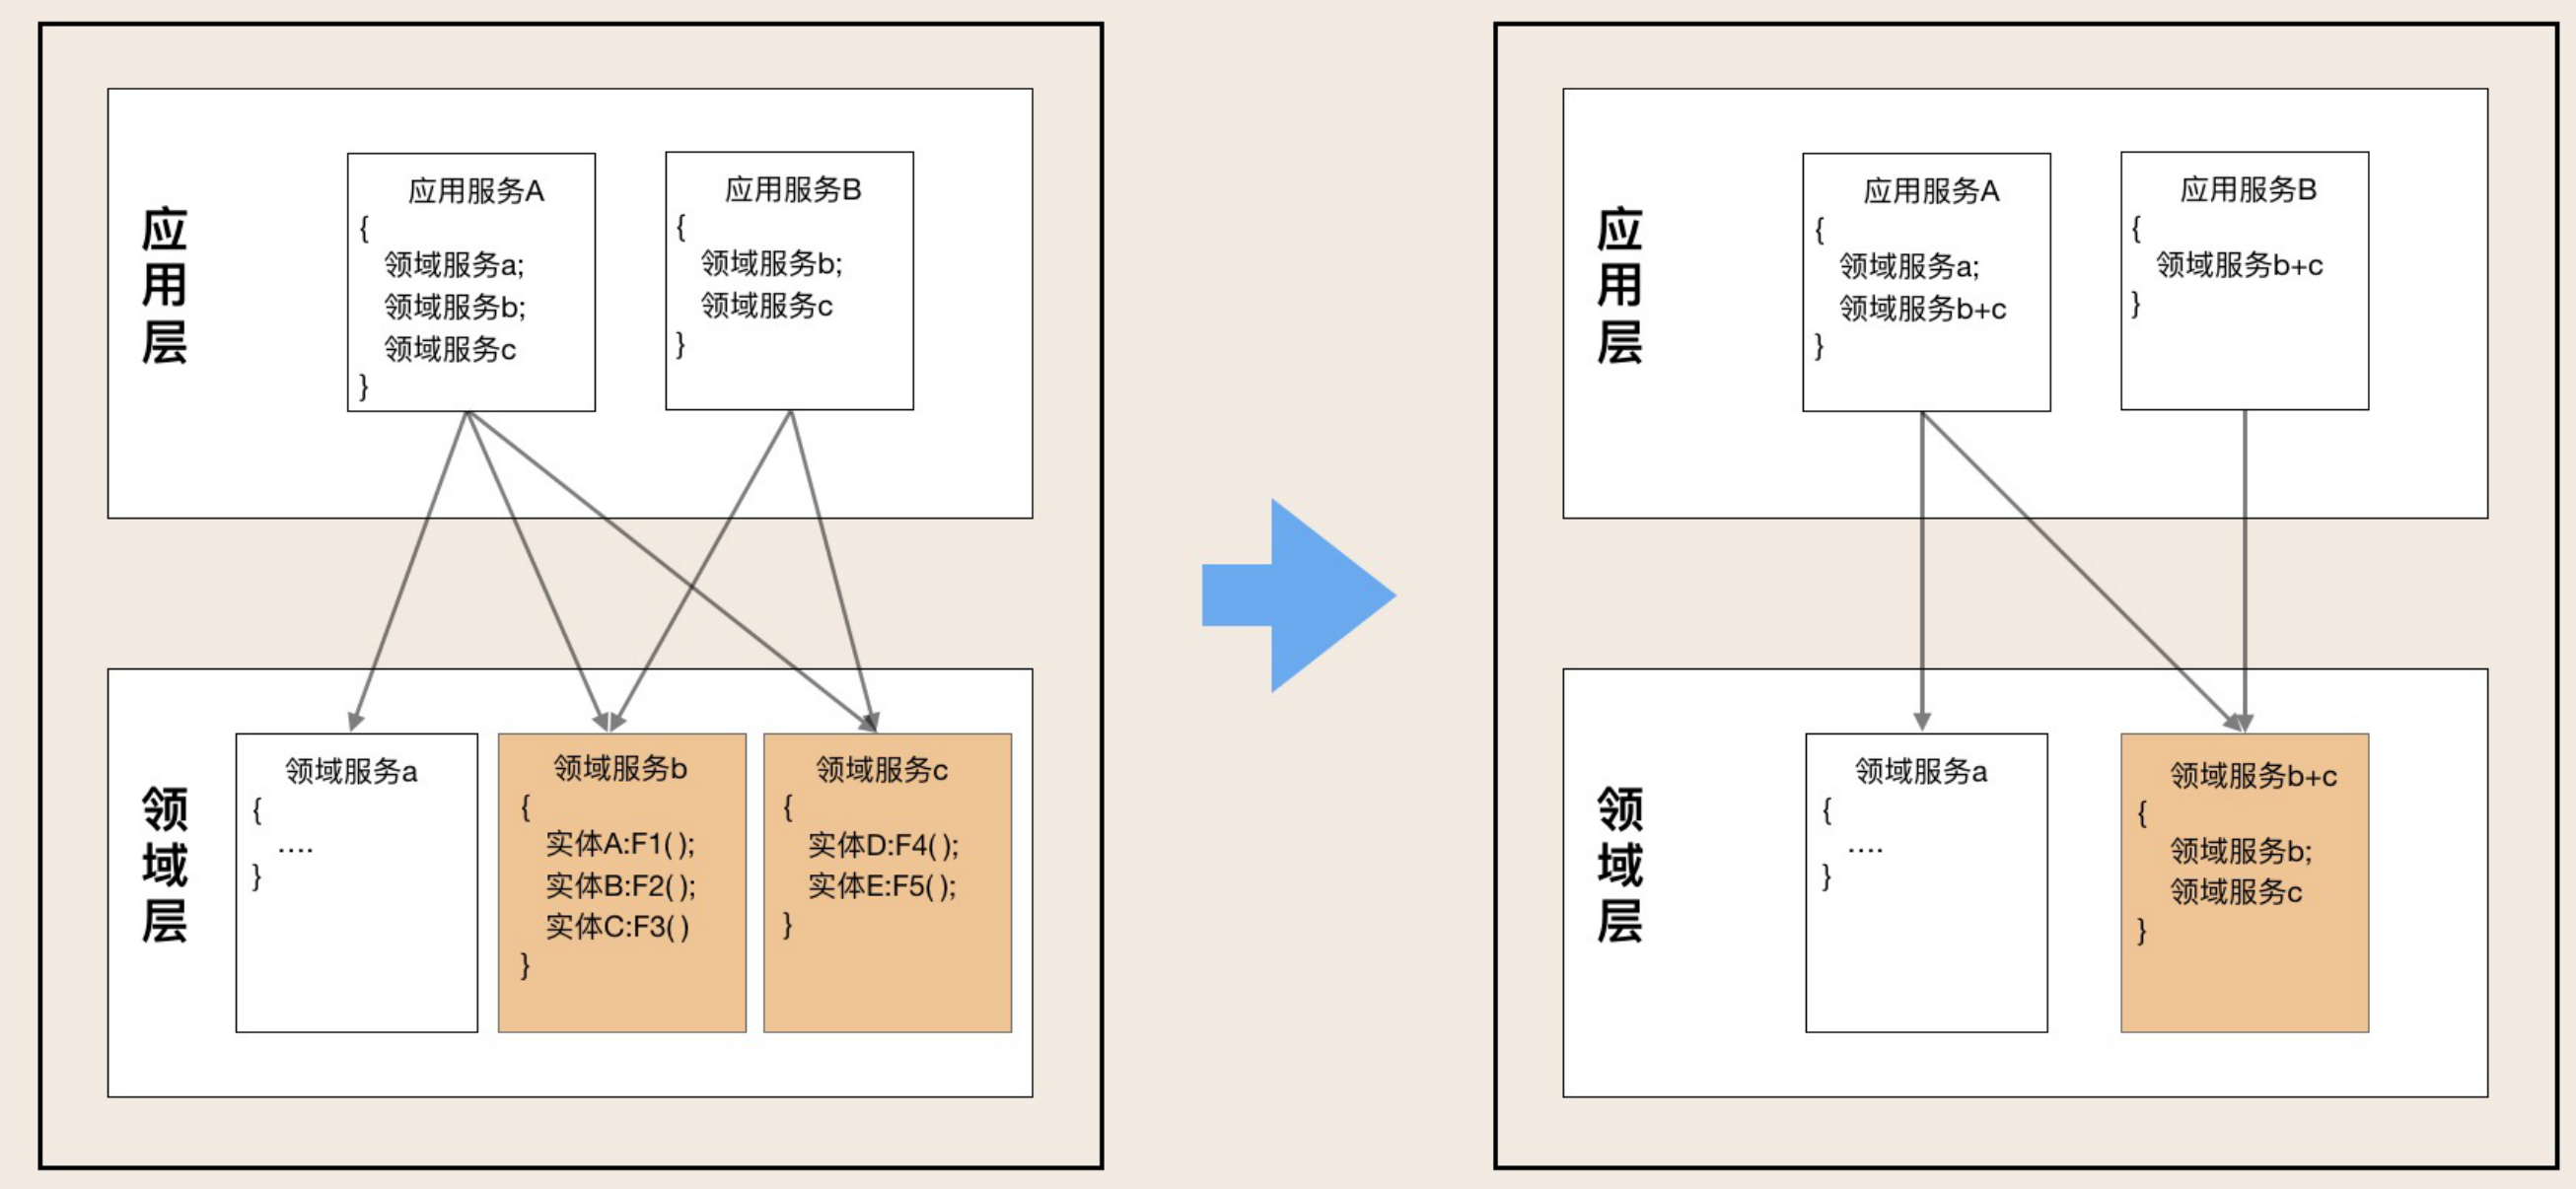 应用层
应用服务A
{
领域服务a;
领域服务b;
领域服务c
}
应用服务B
{
领域服务b;
领域服务c
}
领域层
领域服务a
{
....
}
领域服务b
{
实体A:F1( );
实体B:F2( );
实体C:F3( )
}
领域服务c
{
实体D:F4( );
实体E:F5( );
}
应用层
应用服务A
{
领域服务a;
领域服务b+c
}
应用服务B
{
领域服务b+c
}
领域层
领域服务a
{
....
}
领域服务b+c
{
领域服务b;
领域服务c
}